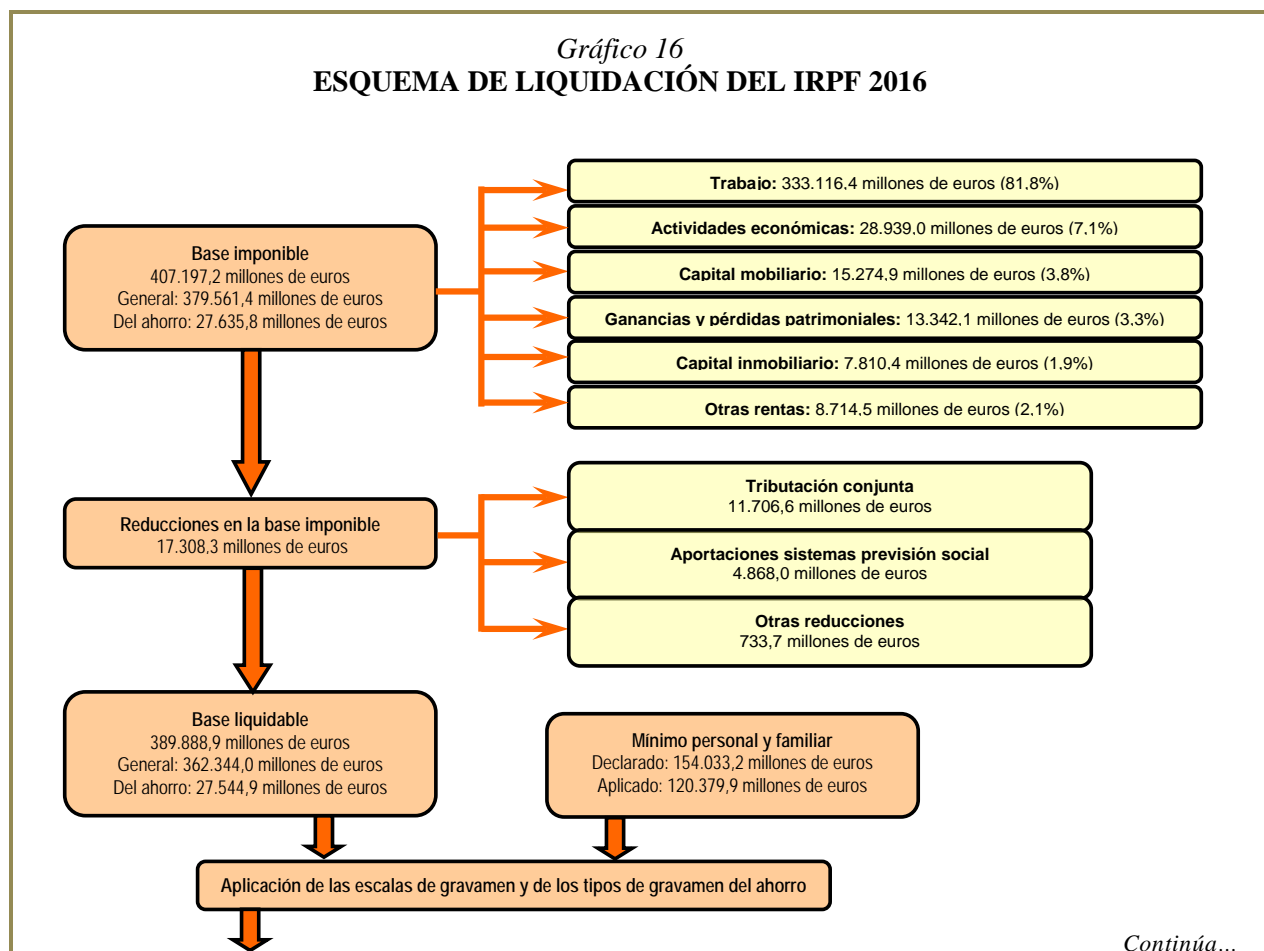 Gráfico 16
ESQUEMA DE LIQUIDACIÓN DEL IRPF 2016
Base imponible
407.197,2 millones de euros
General: 379.561,4 millones de euros
Del ahorro: 27.635,8 millones de euros
Trabajo: 333.116,4 millones de euros (81,8%)
Actividades económicas: 28.939,0 millones de euros (7,1%)
Capital mobiliario: 15.274,9 millones de euros (3,8%)
Ganancias y pérdidas patrimoniales: 13.342,1 millones de euros (3,3%)
Capital inmobiliario: 7.810,4 millones de euros (1,9%)
Otras rentas: 8.714,5 millones de euros (2,1%)
Reducciones en la base imponible
17.308,3 millones de euros
Tributación conjunta
11.706,6 millones de euros
Aportaciones sistemas previsión social
4.868,0 millones de euros
Otras reducciones
733,7 millones de euros
Base liquidable
389.888,9 millones de euros
General: 362.344,0 millones de euros
Del ahorro: 27.544,9 millones de euros
Mínimo personal y familiar
Declarado: 154.033,2 millones de euros
Aplicado: 120.379,9 millones de euros
Aplicación de las escalas de gravamen y de los tipos de gravamen del ahorro
Continúa...